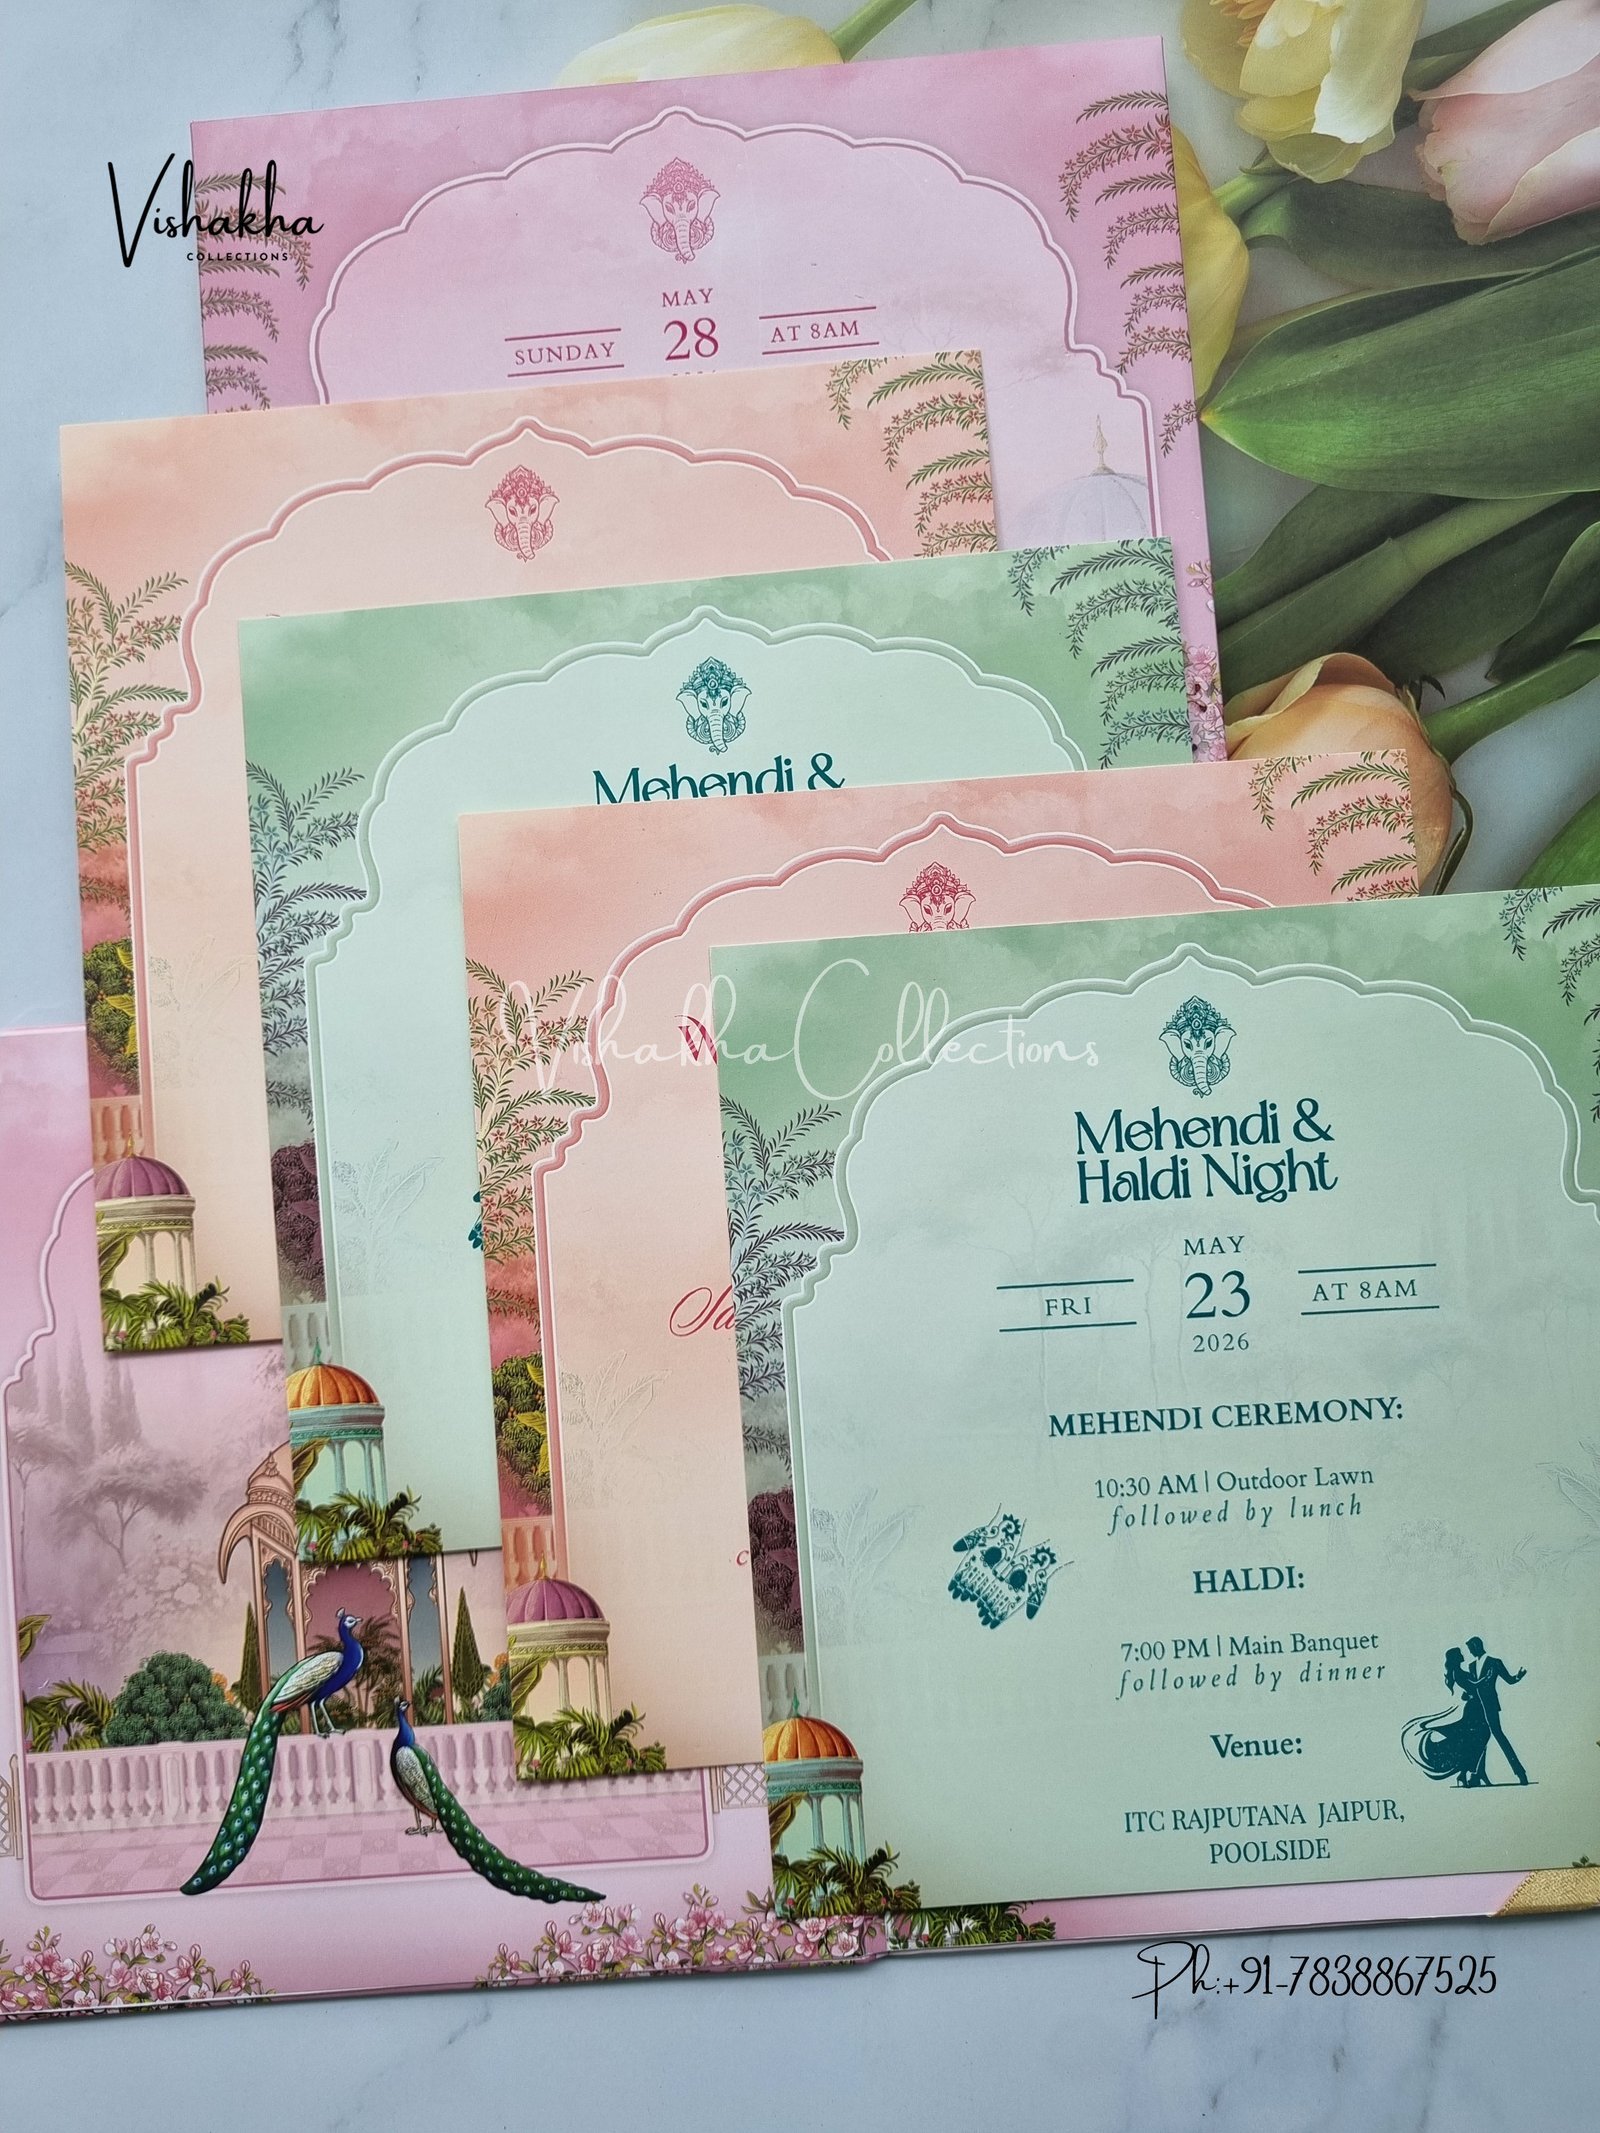 Vishakha
COLLECTIONS
MAY
SUNDAY 28 AT 8AM
Mehendi &
Vishakha Collections
Mehendi &
Haldi Night
MAY
FRI 23 AT 8AM
2026
MEHENDI CEREMONY:
10:30 AM | Outdoor Lawn
followed by lunch
HALDI:
7:00 PM | Main Banquet
followed by dinner
Venue:
ITC RAJPUTANA JAIPUR,
POOLSIDE
Ph:+91-7838867525